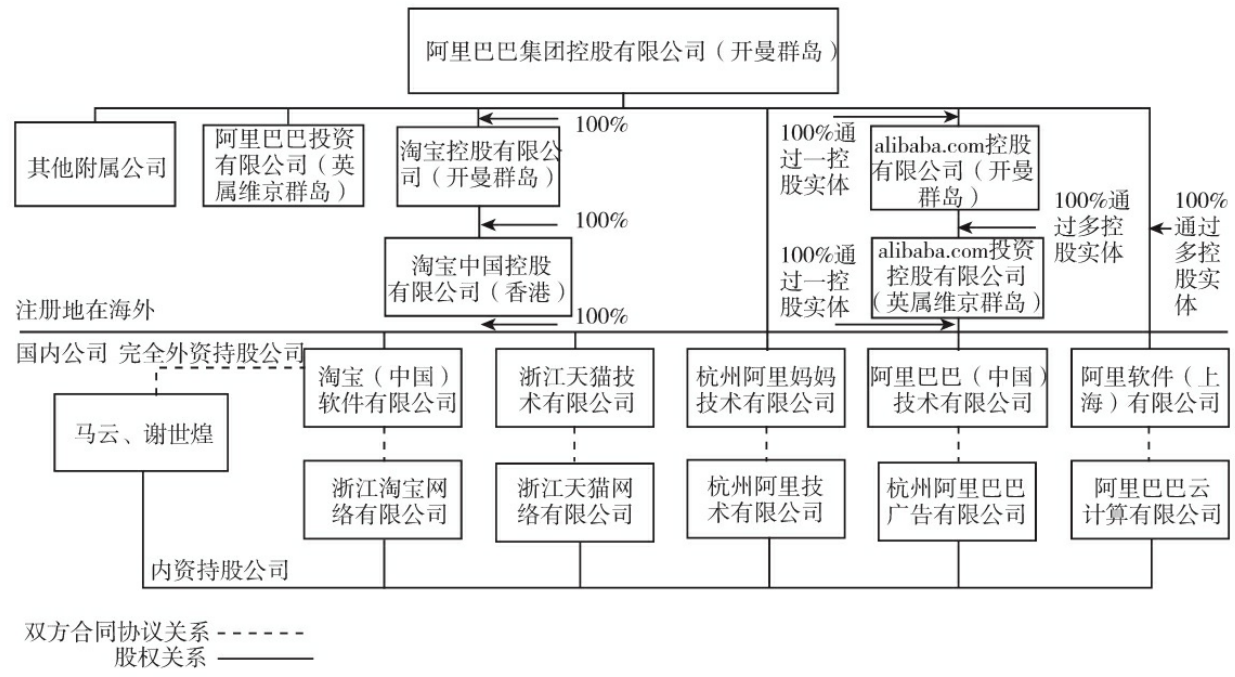 阿里巴巴集团控股有限公司（开曼群岛）
其他附属公司
阿里巴巴投资
有限公司（英
属维京群岛）
100%
淘宝控股有限公
司（开曼群岛）
100%
淘宝中国控股
有限公司（香港）
100%
100%通
过一控
股实体
alibaba.com控股
有限公司（开曼
群岛）
100%通
过多控
股实体
100%
通过
多控
股实
体
100%通
过一控
股实体
alibaba.com投资
控股有限公司
（英属维京群岛）
注册地在海外
国内公司 完全外资持股公司
马云、谢世煌
淘宝（中国）
软件有限公司
浙江天猫技
术有限公司
杭州阿里妈妈
技术有限公司
阿里巴巴（中国）
技术有限公司
阿里软件（上
海）有限公司
浙江淘宝网
络有限公司
浙江天猫网
络有限公司
杭州阿里技
术有限公司
杭州阿里巴巴
广告有限公司
阿里巴巴云
计算有限公司
内资持股公司
双方合同协议关系
股权关系